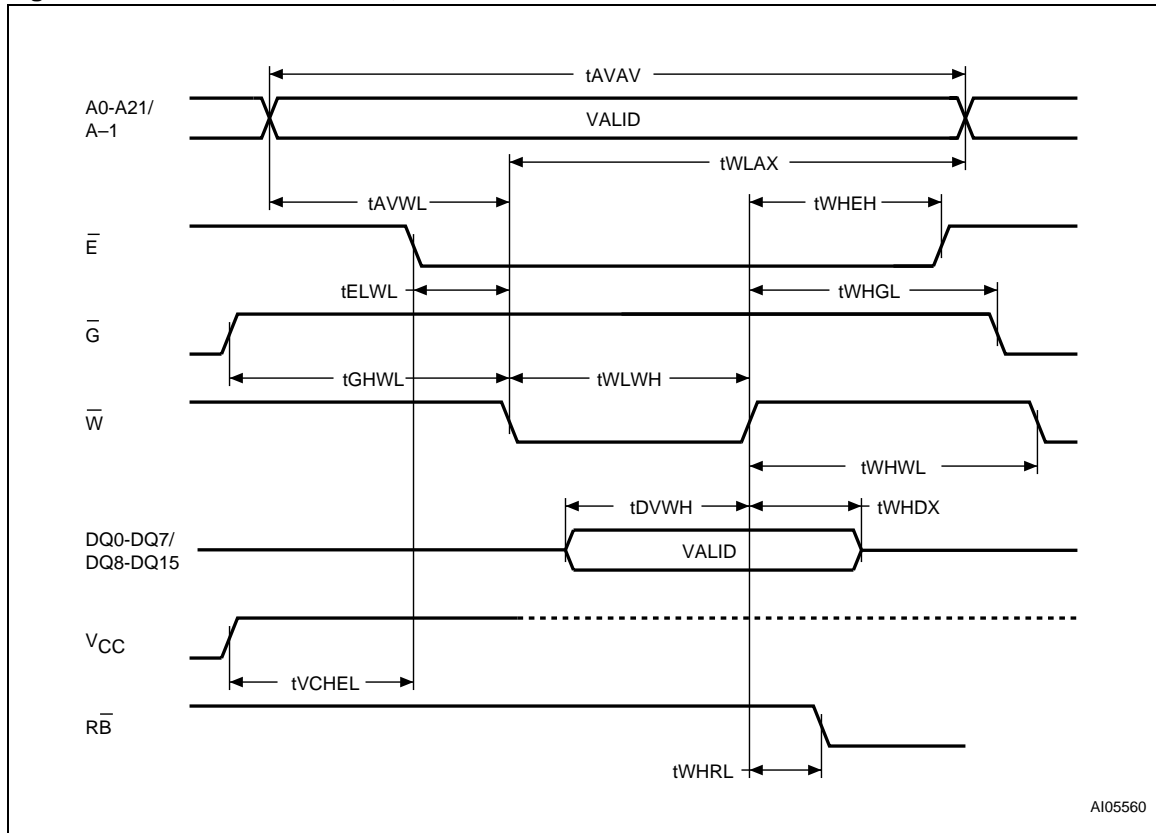 tAVAV
A0-A21/
A–1
VALID
tWLAX
tAVWL
tWHEH
E̅
tELWL
tWHGL
G̅
tGHWL
tWLWH
W̅
tWHWL
tDVWH
tWHDX
DQ0-DQ7/
DQ8-DQ15
VALID
VCC
tVCHEL
RB̅
tWHRL
AI05560